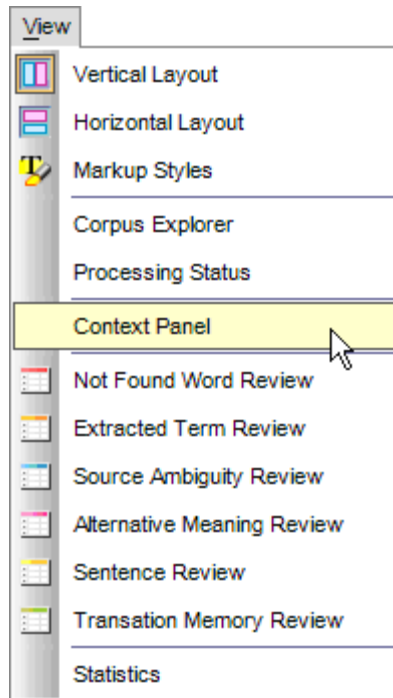 View
Vertical Layout
Horizontal Layout
Markup Styles
Corpus Explorer
Processing Status
Context Panel
Not Found Word Review
Extracted Term Review
Source Ambiguity Review
Alternative Meaning Review
Sentence Review
Transation Memory Review
Statistics